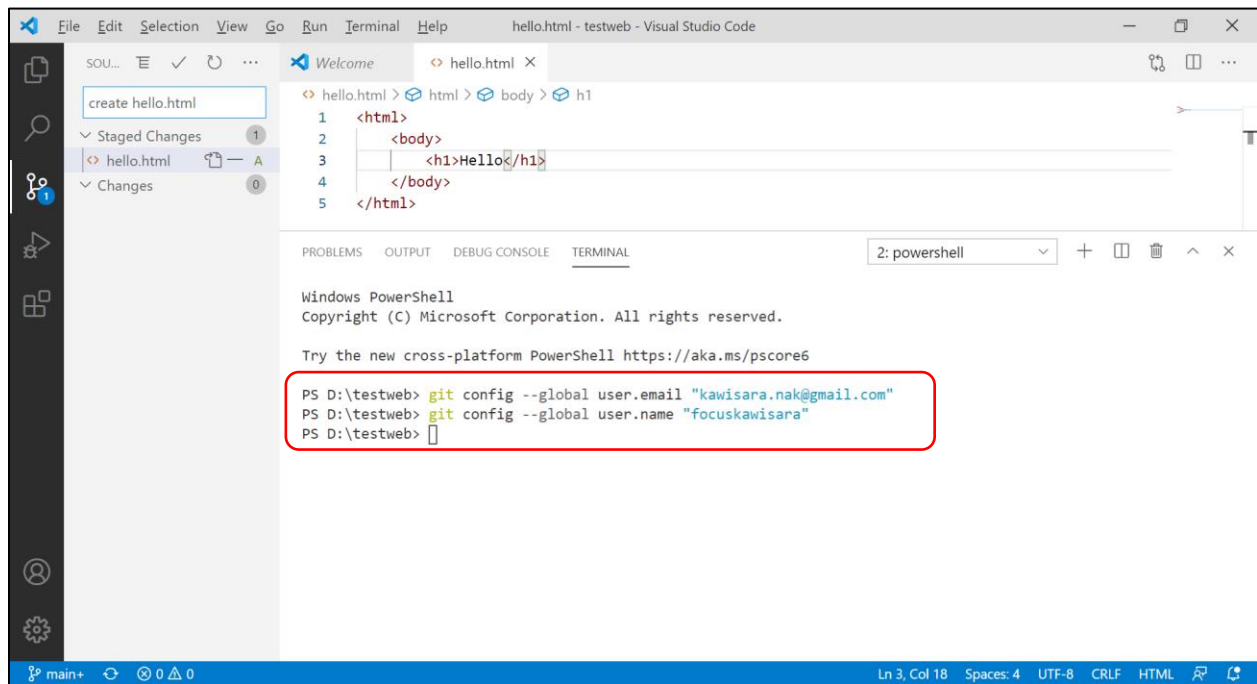 File Edit Selection View Go Run Terminal Help hello.html - testweb - Visual Studio Code
SOU...
Welcome hello.html
create hello.html
Staged Changes 1
hello.html A
Changes 0
hello.html > html > body > h1
1 <html>
2 <body>
3 <h1>Hello</h1>
4 </body>
5 </html>
PROBLEMS OUTPUT DEBUG CONSOLE TERMINAL 2: powershell
Windows PowerShell
Copyright (C) Microsoft Corporation. All rights reserved.
Try the new cross-platform PowerShell https://aka.ms/pscore6
PS D:\testweb> git config --global user.email "kawisara.nak@gmail.com"
PS D:\testweb> git config --global user.name "focuskawisara"
PS D:\testweb>
1
main+ 0 0 Ln 3, Col 18 Spaces: 4 UTF-8 CRLF HTML